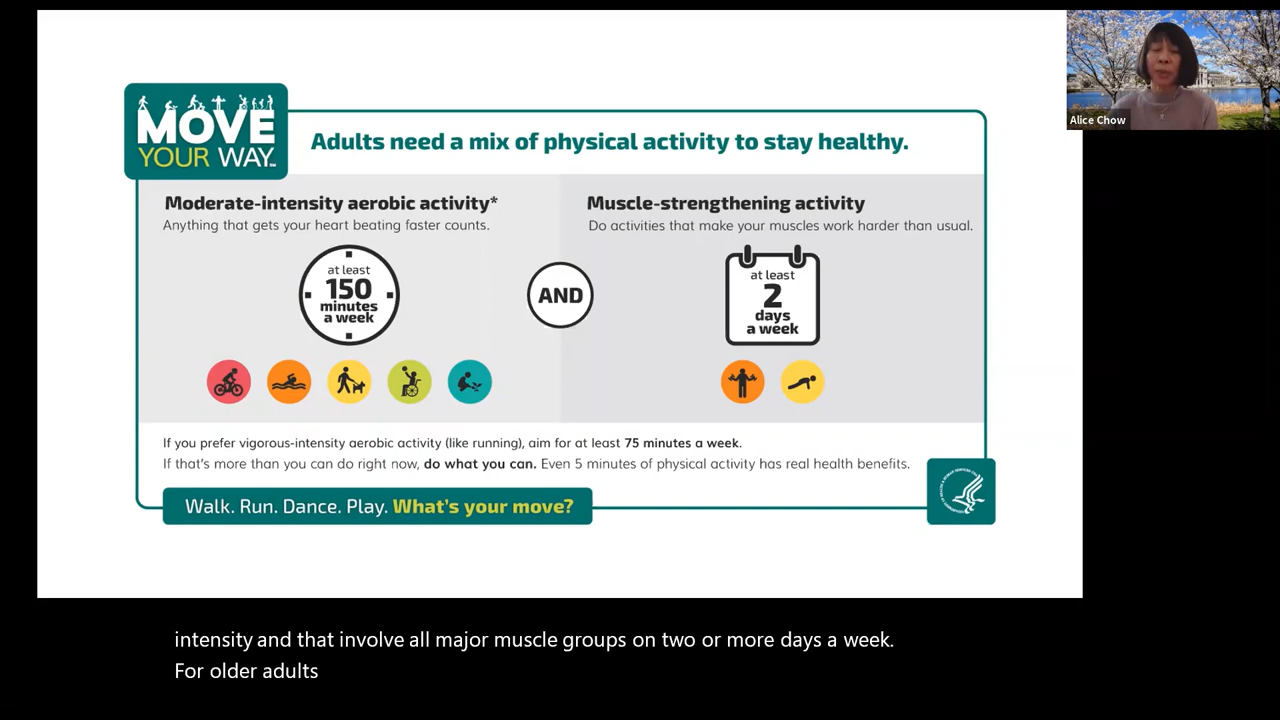 Alice Chow
MOVE
YOUR WAY™
Adults need a mix of physical activity to stay healthy.
Moderate-intensity aerobic activity*
Anything that gets your heart beating faster counts.
at least
150
minutes
a week
AND
Muscle-strengthening activity
Do activities that make your muscles work harder than usual.
at least
2
days
a week
If you prefer vigorous-intensity aerobic activity (like running), aim for at least 75 minutes a week.
If that's more than you can do right now, do what you can. Even 5 minutes of physical activity has real health benefits.
Walk. Run. Dance. Play. What's your move?
intensity and that involve all major muscle groups on two or more days a week.
For older adults